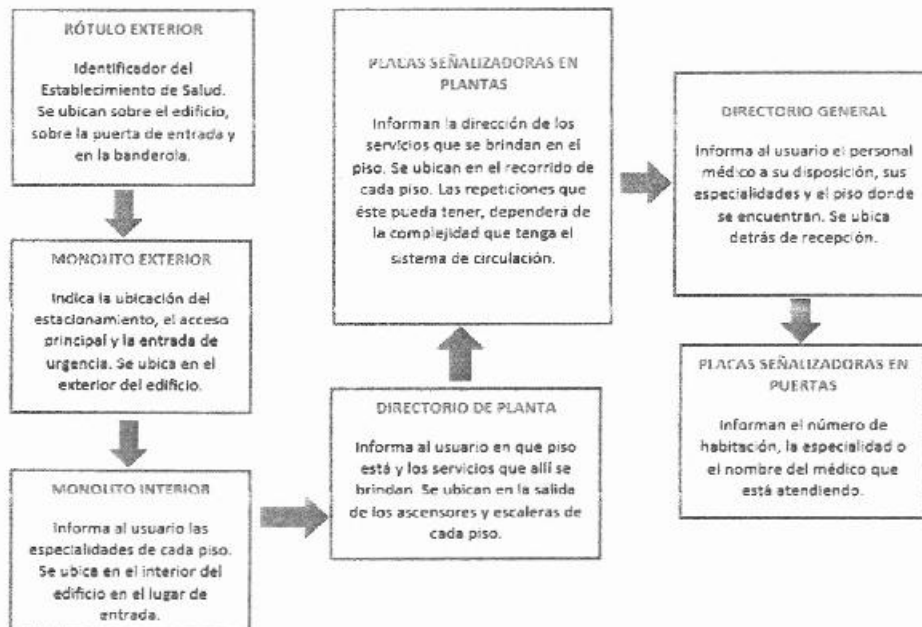 RÓTULO EXTERIOR
Identificador del
Establecimiento de Salud.
Se ubican sobre el edificio,
sobre la puerta de entrada y
en la banderola.
MONOLITO EXTERIOR
Indica la ubicación del
estacionamiento, el acceso
principal y la entrada de
urgencia. Se ubica en el
exterior del edificio.
MONOLITO INTERIOR
Informa al usuario las
especialidades de cada piso.
Se ubica en el interior del
edificio en el lugar de
entrada.
DIRECTORIO DE PLANTA
Informa al usuario en que piso
está y los servicios que allí se
brindan. Se ubican en la salida
de los ascensores y escaleras de
cada piso.
PLACAS SEÑALIZADORAS EN
PLANTAS
Informan la dirección de los
servicios que se brindan en el
piso. Se ubican en el recorrido de
cada piso. Las repeticiones que
éste pueda tener, dependerá de
la complejidad que tenga el
sistema de circulación.
DIRECTORIO GENERAL
Informa al usuario el personal
médico a su disposición, sus
especialidades y el piso donde
se encuentran. Se ubica
detrás de recepción.
PLACAS SEÑALIZADORAS EN
PUERTAS
Informan el número de
habitación, la especialidad o
el nombre del médico que
está atendiendo.